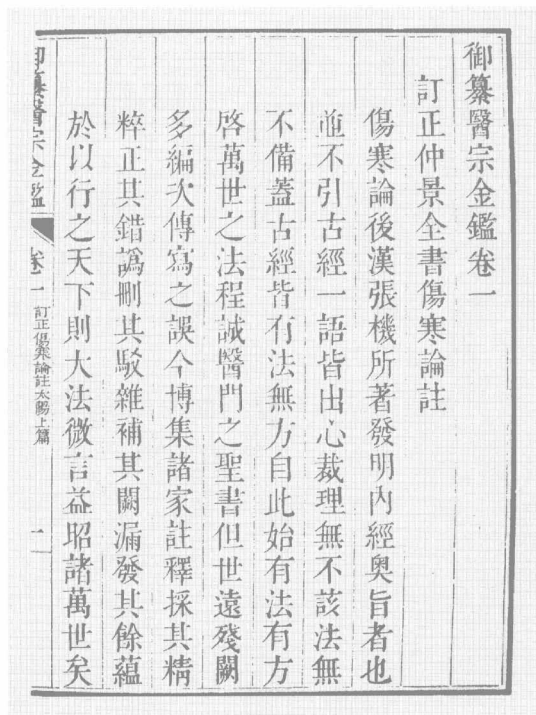 御纂醫宗金鑑卷一
訂正仲景全書傷寒論註
傷寒論後漢張機所著發明內經奧旨者也
並不引古經一語皆出心裁理無不該法無
不備蓋古經皆有法無方自此始有法有方
啓萬世之法程誠醫門之聖書但世遠殘闕
多編次傳寫之誤今博集諸家註釋採其精
粹正其錯譌刪其駁雜補其闕漏發其餘蘊
於以行之天下則大法微言益昭諸萬世矣
御纂醫宗金鑑 卷一 訂正傷寒論註太陽上篇 一